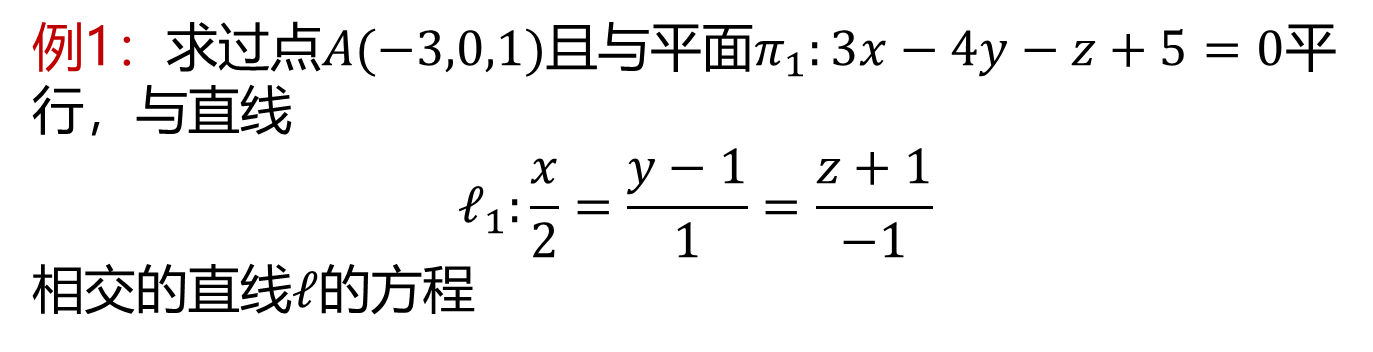 例1：求过点A(−3,0,1)且与平面π₁: 3x − 4y − z + 5 = 0平
行，与直线
ℓ₁: x/2 = (y − 1)/1 = (z + 1)/−1
相交的直线ℓ的方程